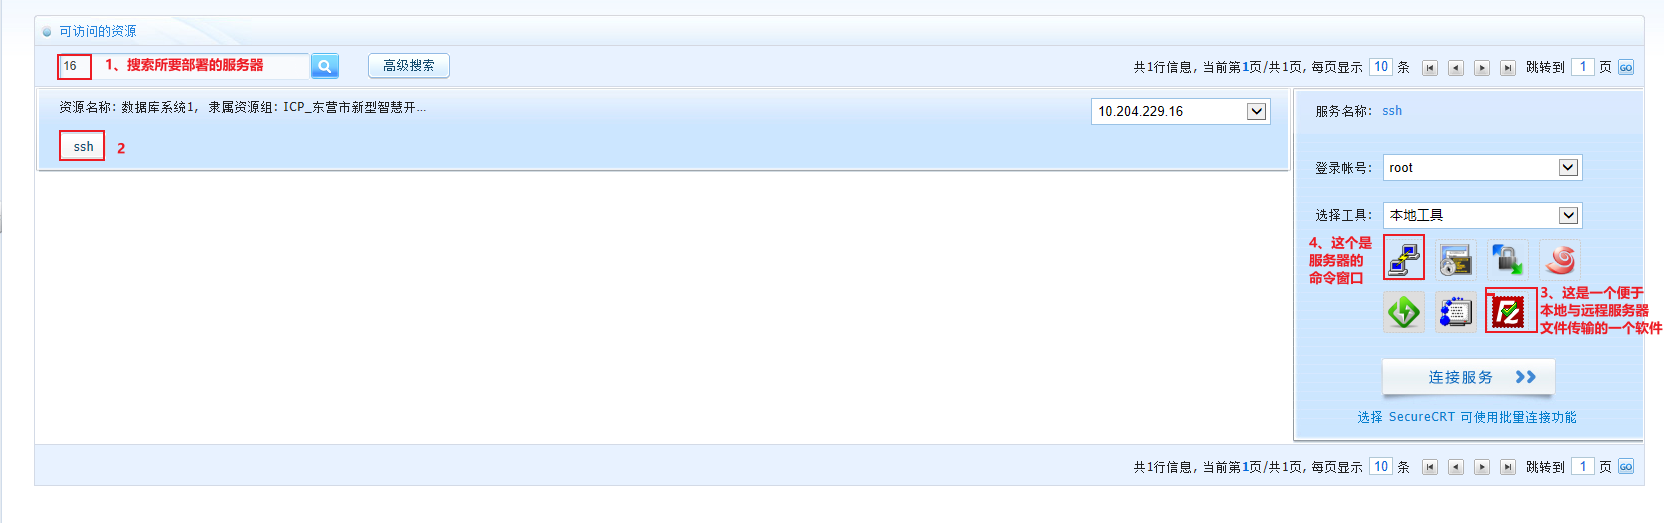 可访问的资源
16
1、搜索所要部署的服务器
高级搜索
共1行信息, 当前第1页/共1页, 每页显示 10 条 跳转到 1 页 GO
资源名称: 数据库系统1, 隶属资源组: ICP_东营市新型智慧开...
10.204.229.16
ssh
2
服务名称: ssh
登录帐号: root
选择工具: 本地工具
4、这个是
服务器的
命令窗口
3、这是一个便于
本地与远程服务器
文件传输的一个软件
连接服务
选择 SecureCRT 可使用批量连接功能
共1行信息, 当前第1页/共1页, 每页显示 10 条 跳转到 1 页 GO